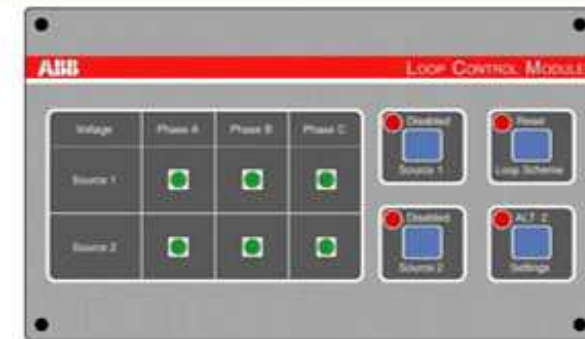 ABB
LOOP CONTROL MODULE
Voltage Phase A Phase B Phase C
Source 1
Source 2
Disabled
Source 1
Reset
Loop Scheme
Disabled
Source 2
ALT 2
Settings